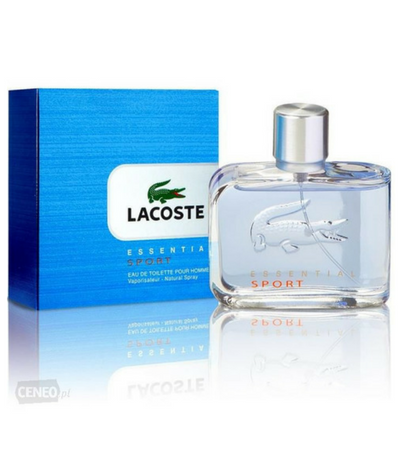 LACOSTE
ESSENTIAL
SPORT
EAU DE TOILETTE POUR HOMME
Vaporisateur - Natural Spray
ESSENTIAL
SPORT
CENEO.pl